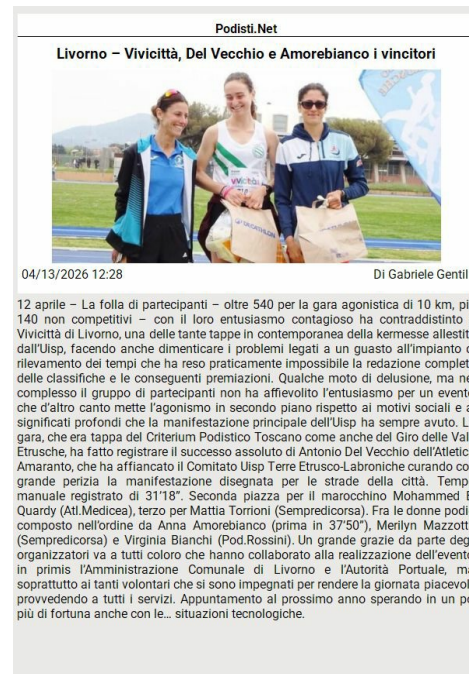 Podisti.Net
Livorno – Vivicittà, Del Vecchio e Amorebianco i vincitori
vivicittà
DECATHLON
04/13/2026 12:28
Di Gabriele Gentil
12 aprile – La folla di partecipanti – oltre 540 per la gara agonistica di 10 km, pi
140 non competitivi – con il loro entusiasmo contagioso ha contraddistinto
Vivicittà di Livorno, una delle tante tappe in contemporanea della kermesse allestit
dall'Uisp, facendo anche dimenticare i problemi legati a un guasto all'impianto d
rilevamento dei tempi che ha reso praticamente impossibile la redazione complet
delle classifiche e le conseguenti premiazioni. Qualche moto di delusione, ma ne
complesso il gruppo di partecipanti non ha affievolito l'entusiasmo per un event
che d'altro canto mette l'agonismo in secondo piano rispetto ai motivi sociali e a
significati profondi che la manifestazione principale dell'Uisp ha sempre avuto. L
gara, che era tappa del Criterium Podistico Toscano come anche del Giro delle Val
Etrusche, ha fatto registrare il successo assoluto di Antonio Del Vecchio dell'Atletic
Amaranto, che ha affiancato il Comitato Uisp Terre Etrusco-Labroniche curando co
grande perizia la manifestazione disegnata per le strade della città. Temp
manuale registrato di 31'18". Seconda piazza per il marocchino Mohammed E
Quardy (Atl.Medicea), terzo per Mattia Torrioni (Sempredicorsa). Fra le donne podi
composto nell'ordine da Anna Amorebianco (prima in 37'50"), Merilyn Mazzott
(Sempredicorsa) e Virginia Bianchi (Pod.Rossini). Un grande grazie da parte deg
organizzatori va a tutti coloro che hanno collaborato alla realizzazione dell'event
in primis l'Amministrazione Comunale di Livorno e l'Autorità Portuale, ma
soprattutto ai tanti volontari che si sono impegnati per rendere la giornata piacevol
provvedendo a tutti i servizi. Appuntamento al prossimo anno sperando in un po
più di fortuna anche con le… situazioni tecnologiche.